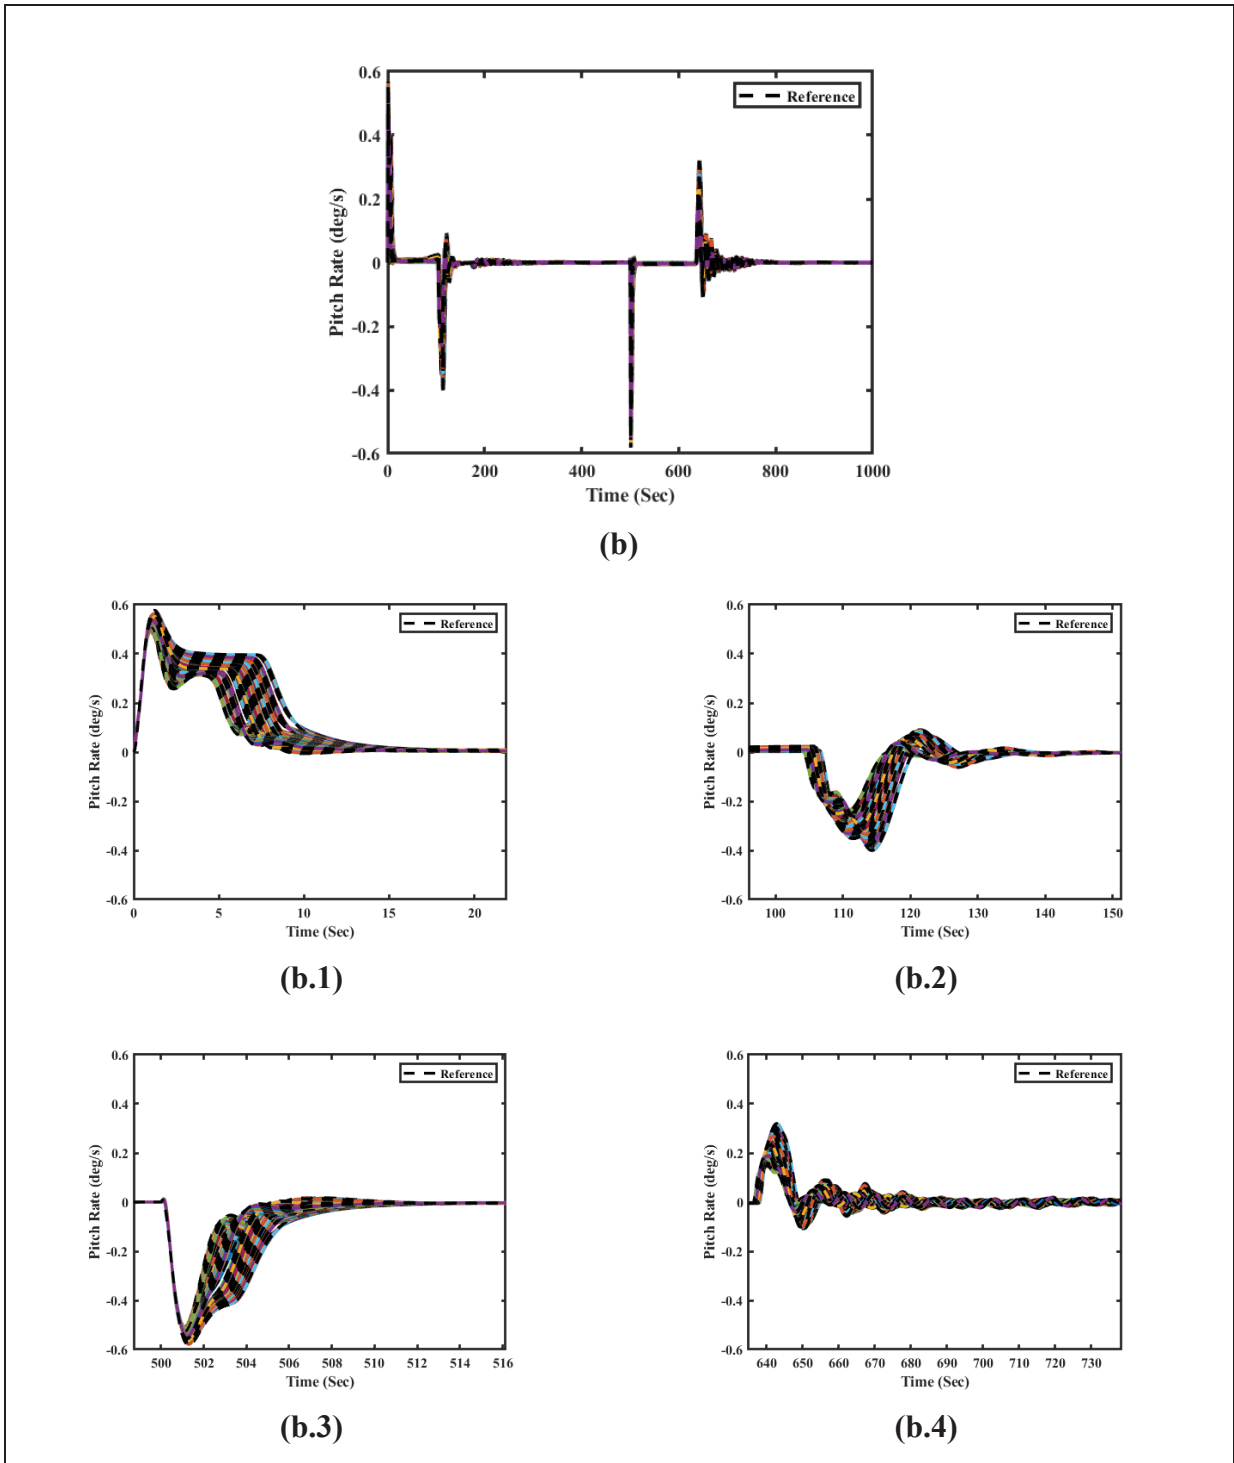 0.6
0.4
0.2
0
-0.2
-0.4
-0.6
Pitch Rate (deg/s)
Reference
0 200 400 600 800 1000
Time (Sec)
(b)
0.6
0.4
0.2
0
-0.2
-0.4
-0.6
Pitch Rate (deg/s)
Reference
0 5 10 15 20
Time (Sec)
(b.1)
0.6
0.4
0.2
0
-0.2
-0.4
-0.6
Pitch Rate (deg/s)
Reference
100 110 120 130 140 150
Time (Sec)
(b.2)
0.6
0.4
0.2
0
-0.2
-0.4
-0.6
Pitch Rate (deg/s)
Reference
500 502 504 506 508 510 512 514 516
Time (Sec)
(b.3)
0.6
0.4
0.2
0
-0.2
-0.4
-0.6
Pitch Rate (deg/s)
Reference
640 650 660 670 680 690 700 710 720 730
Time (Sec)
(b.4)